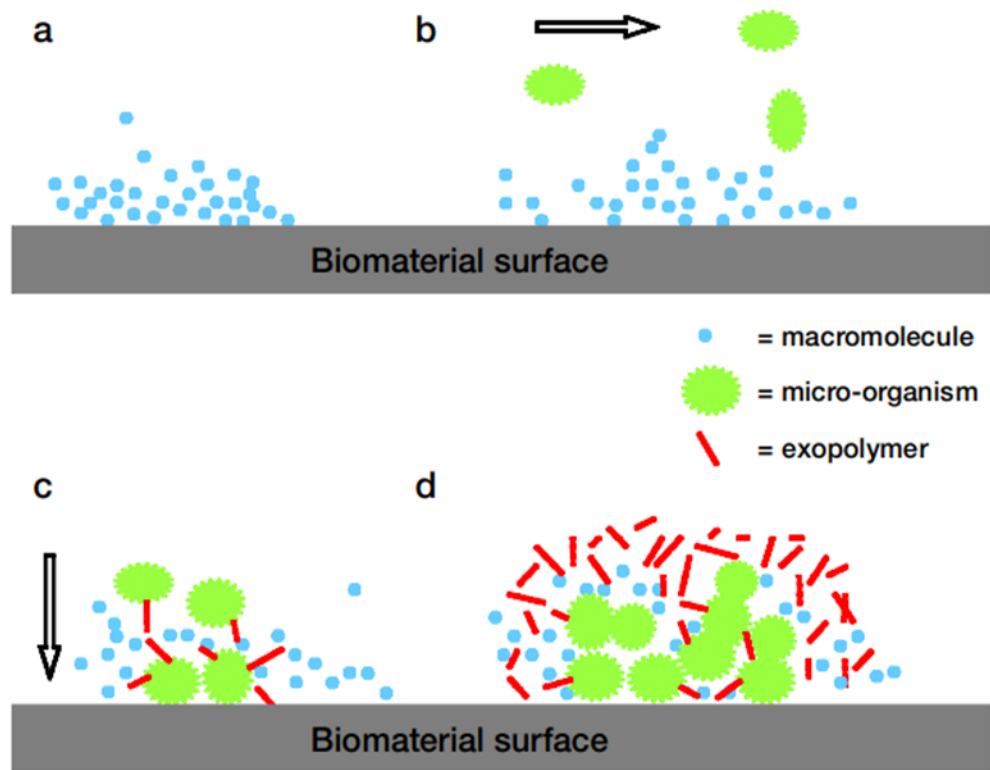 a
b
Biomaterial surface
= macromolecule
= micro-organism
= exopolymer
c
d
Biomaterial surface